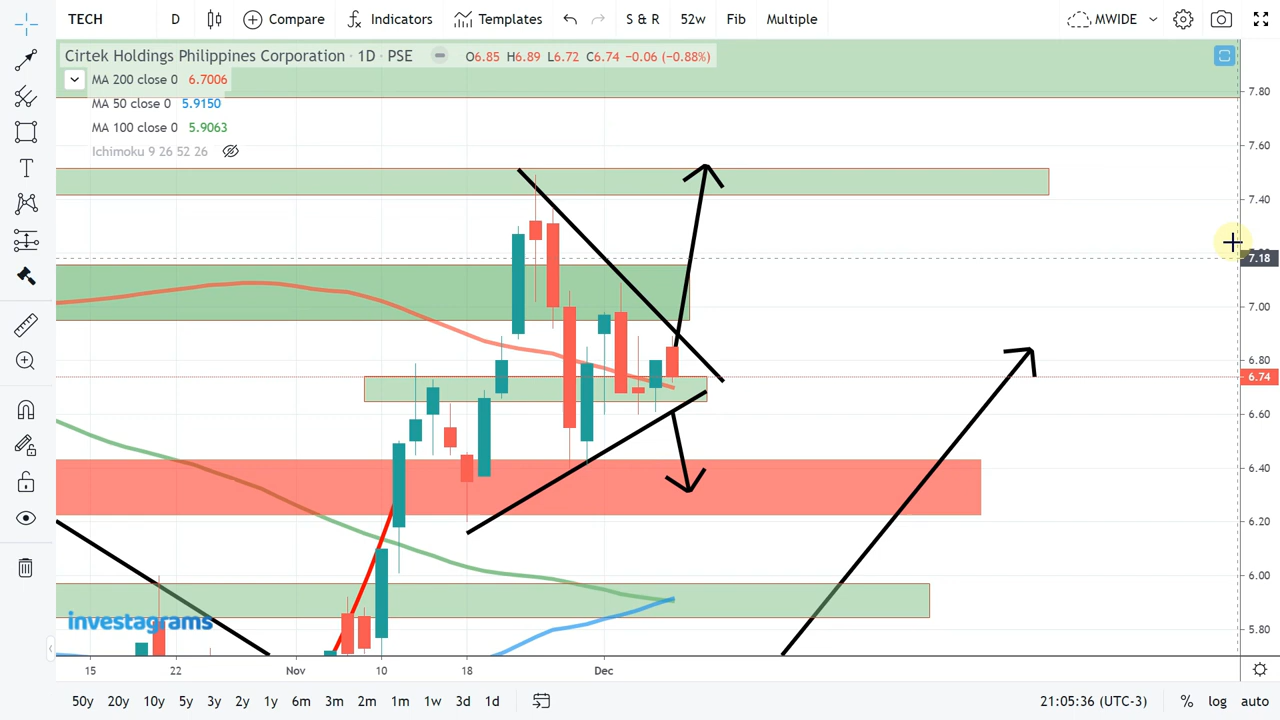 TECH D Compare Indicators Templates S & R 52w Fib Multiple MWIDE
Cirtek Holdings Philippines Corporation · 1D · PSE O6.85 H6.89 L6.72 C6.74 −0.06 (−0.88%)
MA 200 close 0 6.7006
MA 50 close 0 5.9150
MA 100 close 0 5.9063
Ichimoku 9 26 52 26
7.80
7.60
7.40
7.18
7.00
6.80
6.74
6.60
6.40
6.20
6.00
5.80
investagrams
15 22 Nov 10 18 Dec
50y 20y 10y 5y 3y 2y 1y 6m 3m 2m 1m 1w 3d 1d 21:05:36 (UTC-3) % log auto